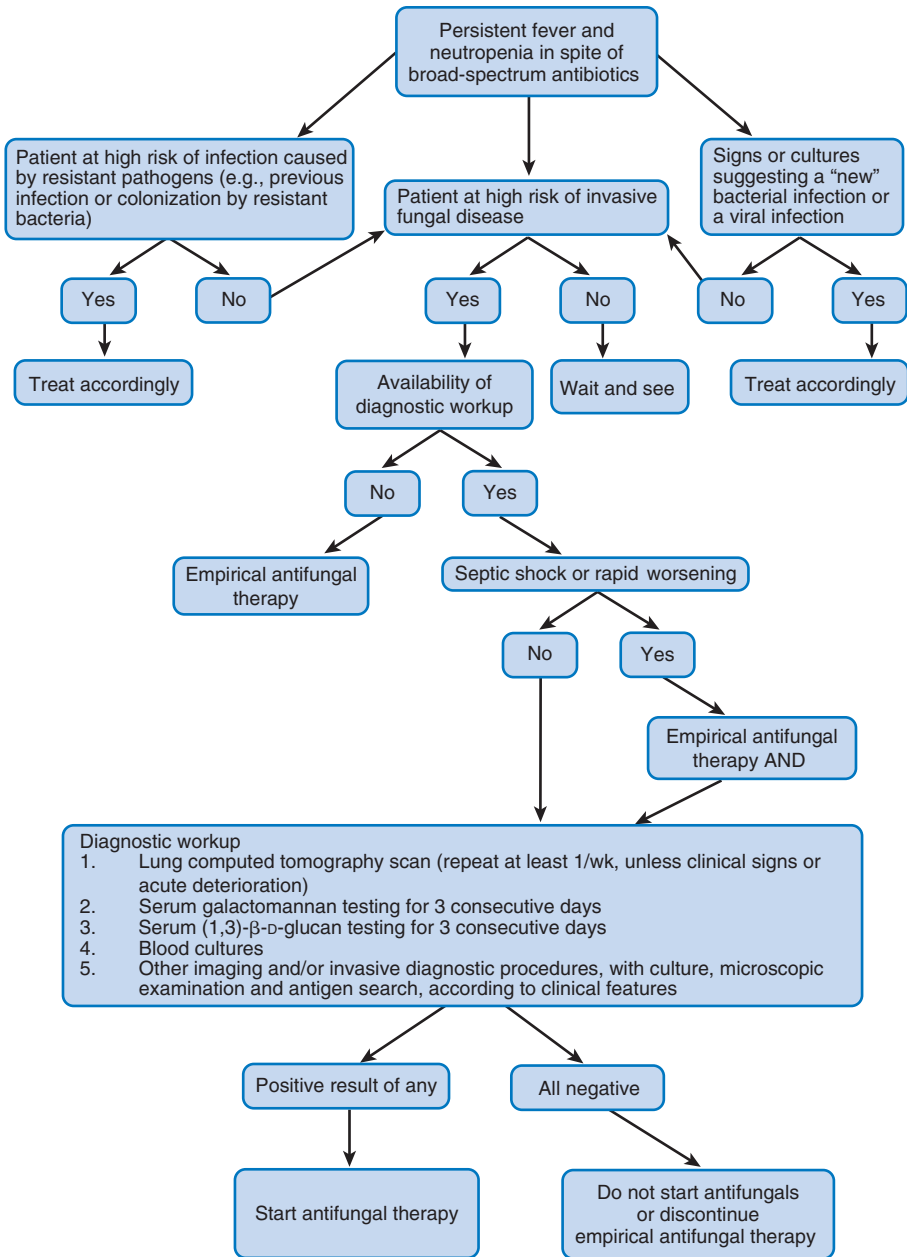 Persistent fever and
neutropenia in spite of
broad-spectrum antibiotics
Patient at high risk of infection caused
by resistant pathogens (e.g., previous
infection or colonization by resistant
bacteria)
Patient at high risk of invasive
fungal disease
Signs or cultures
suggesting a “new”
bacterial infection or
a viral infection
Yes
No
Yes
No
No
Yes
Treat accordingly
Availability of
diagnostic workup
Wait and see
Treat accordingly
No
Yes
Empirical antifungal
therapy
Septic shock or rapid worsening
No
Yes
Empirical antifungal
therapy AND
Diagnostic workup
1. Lung computed tomography scan (repeat at least 1/wk, unless clinical signs or
acute deterioration)
2. Serum galactomannan testing for 3 consecutive days
3. Serum (1,3)-β-D-glucan testing for 3 consecutive days
4. Blood cultures
5. Other imaging and/or invasive diagnostic procedures, with culture, microscopic
examination and antigen search, according to clinical features
Positive result of any
All negative
Start antifungal therapy
Do not start antifungals
or discontinue
empirical antifungal therapy